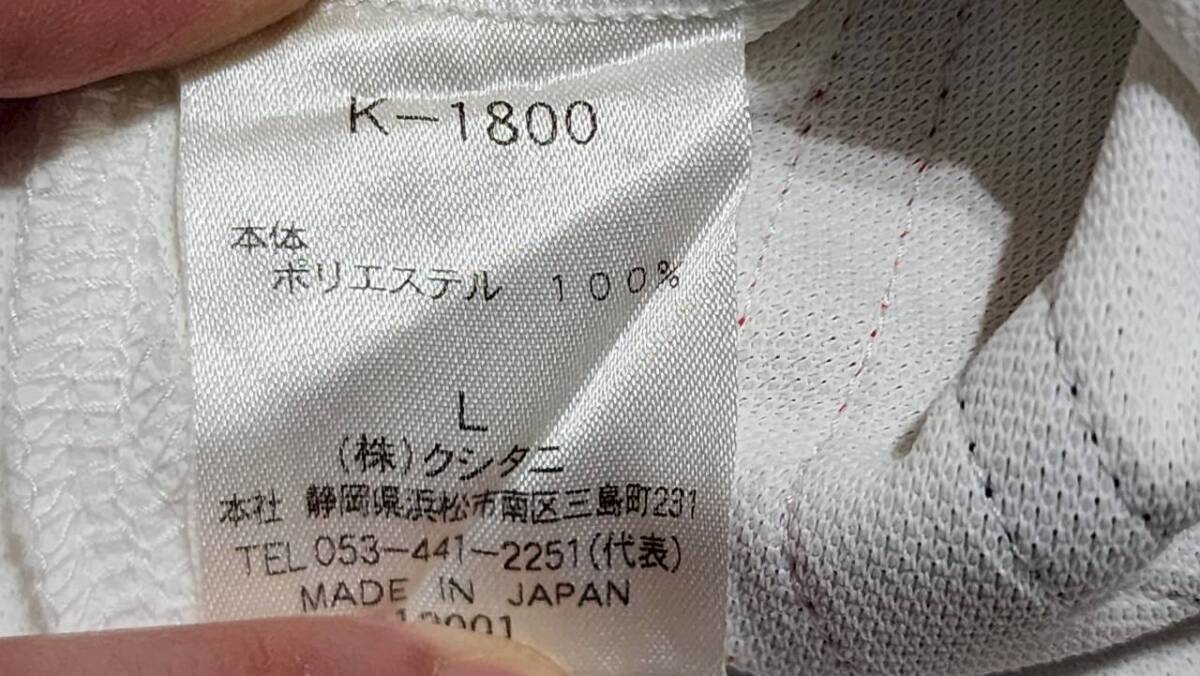 K-1800
本体
ポリエステル 100%
L
(株)クシタニ
本社 静岡県浜松市南区三島町231
TEL 053-441-2251(代表)
MADE IN JAPAN